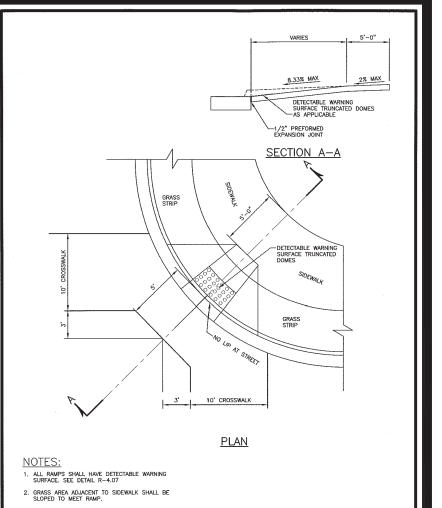 VARIES
5'-0"
8.33% MAX
2% MAX
DETECTABLE WARNING
SURFACE TRUNCATED DOMES
AS APPLICABLE
1/2" PREFORMED
EXPANSION JOINT
SECTION A-A
A
GRASS
STRIP
SIDEWALK
5'-0"
DETECTABLE WARNING
SURFACE TRUNCATED
DOMES
SIDEWALK
10' CROSSWALK
5'
GRASS
STRIP
3'
NO LIP AT STREET
A
3'
10' CROSSWALK
PLAN
NOTES:
1. ALL RAMPS SHALL HAVE DETECTABLE WARNING
SURFACE. SEE DETAIL R-4.07
2. GRASS AREA ADJACENT TO SIDEWALK SHALL BE
SLOPED TO MEET RAMP.